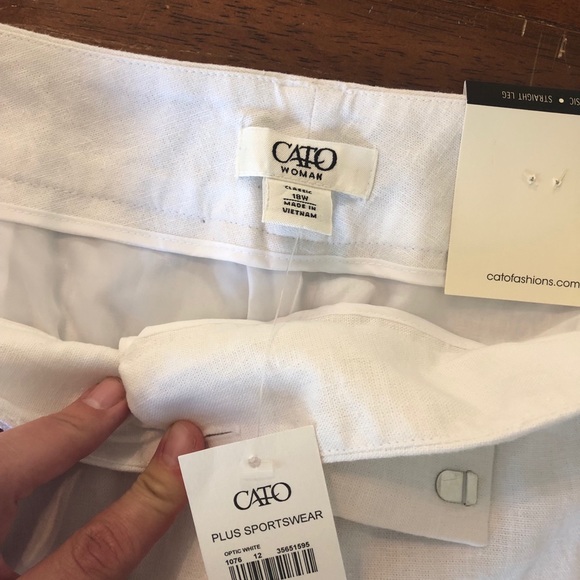 SIC • STRAIGHT LEG
CATO
WOMAN
CLASSIC
18W
MADE IN
VIETNAM
catofashions.com
CATO
PLUS SPORTSWEAR
OPTIC WHITE
1076 12 35651595